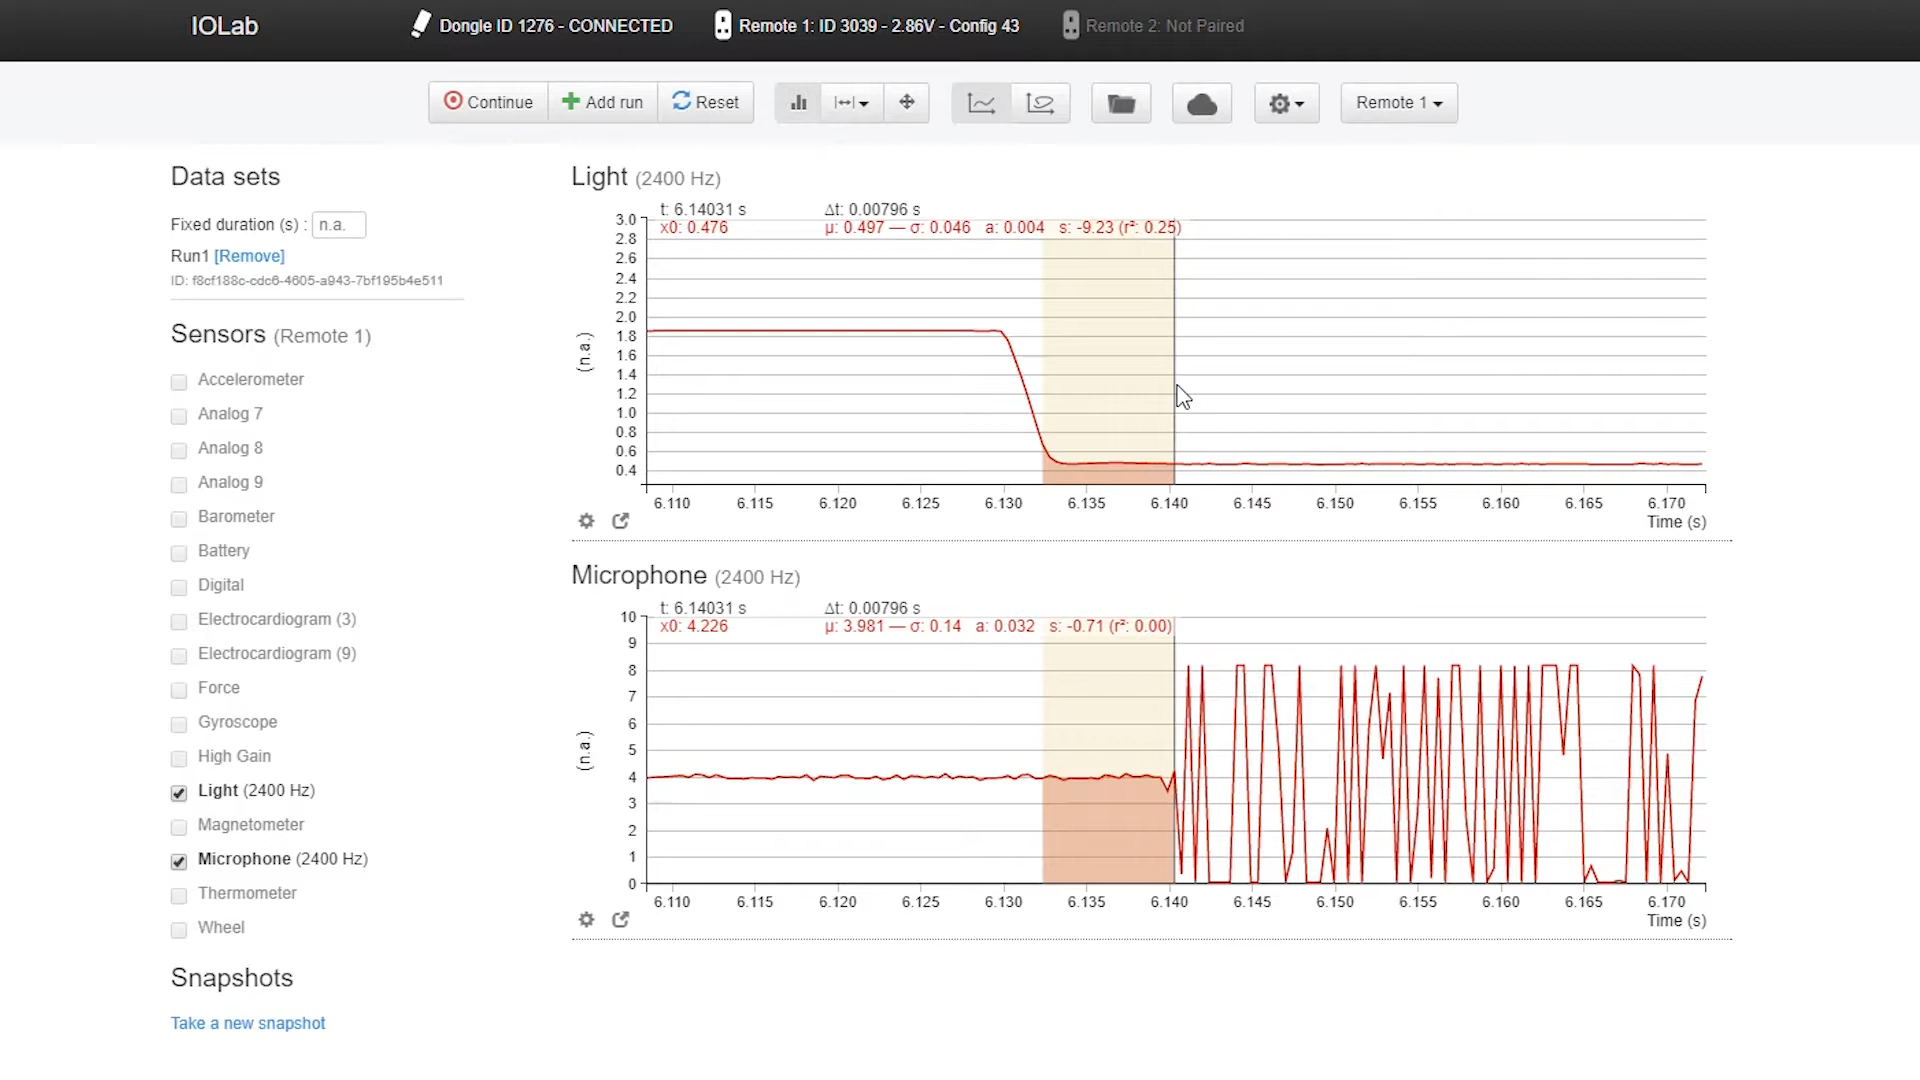 IOLab
Dongle ID 1276 - CONNECTED
Remote 1: ID 3039 - 2.86V - Config 43
Remote 2: Not Paired
Continue
Add run
Reset
Remote 1
Data sets
Fixed duration (s) : n.a.
Run1 [Remove]
ID: f8cf188c-cdc6-4605-a943-7bf195b4e511
Sensors (Remote 1)
Accelerometer
Analog 7
Analog 8
Analog 9
Barometer
Battery
Digital
Electrocardiogram (3)
Electrocardiogram (9)
Force
Gyroscope
High Gain
Light (2400 Hz)
Magnetometer
Microphone (2400 Hz)
Thermometer
Wheel
Snapshots
Take a new snapshot
Light (2400 Hz)
t: 6.14031 s Δt: 0.00796 s
x0: 0.476 μ: 0.497 — σ: 0.046 a: 0.004 s: -9.23 (r²: 0.25)
3.0
2.8
2.6
2.4
2.2
2.0
1.8
1.6
1.4
1.2
1.0
0.8
0.6
0.4
(n.a.)
6.110 6.115 6.120 6.125 6.130 6.135 6.140 6.145 6.150 6.155 6.160 6.165 6.170
Time (s)
Microphone (2400 Hz)
t: 6.14031 s Δt: 0.00796 s
x0: 4.226 μ: 3.981 — σ: 0.14 a: 0.032 s: -0.71 (r²: 0.00)
10
9
8
7
6
5
4
3
2
1
0
(n.a.)
6.110 6.115 6.120 6.125 6.130 6.135 6.140 6.145 6.150 6.155 6.160 6.165 6.170
Time (s)